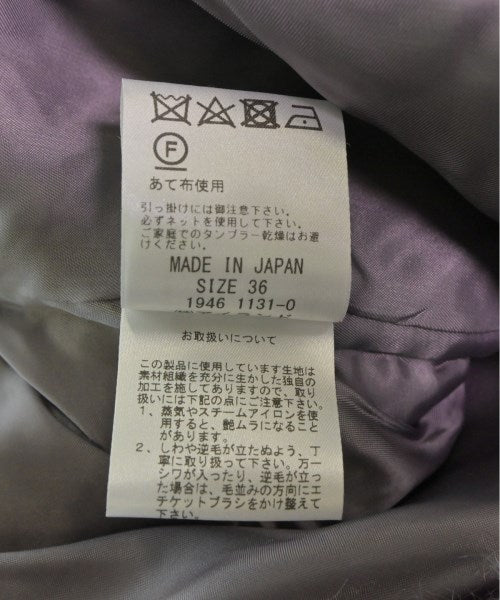 F
あて布使用
引っ掛けには御注意下さい。
必ずネットを使用して下さい。
ご家庭でのタンブラー乾燥はお避
けください。
MADE IN JAPAN
SIZE 36
1946 1131-0
お取扱いについて
この製品に使用しています生地は
素材組織を充分に生かした独自の
加工を施してありますので、取り
扱いには下記の点にご注意下さい。
1、蒸気やスチームアイロンを使
用すると、艶ムラになること
があります。
2、しわや逆毛が立たぬよう、丁
寧に取り扱って下さい。万一
シワが入ったり、逆毛が立っ
た場合は、毛並みの方向にエ
チケットブラシをかけ整えて
下さい。